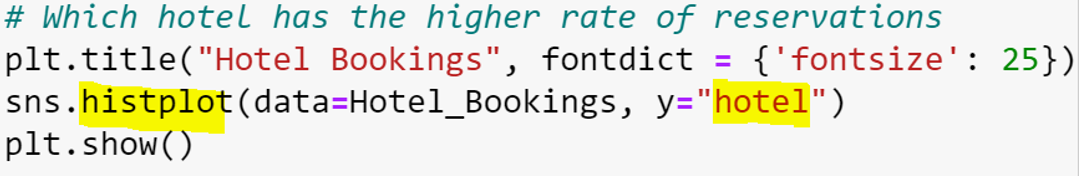 # Which hotel has the higher rate of reservations
plt.title("Hotel Bookings", fontdict = {'fontsize': 25})
sns.histplot(data=Hotel_Bookings, y="hotel")
plt.show()